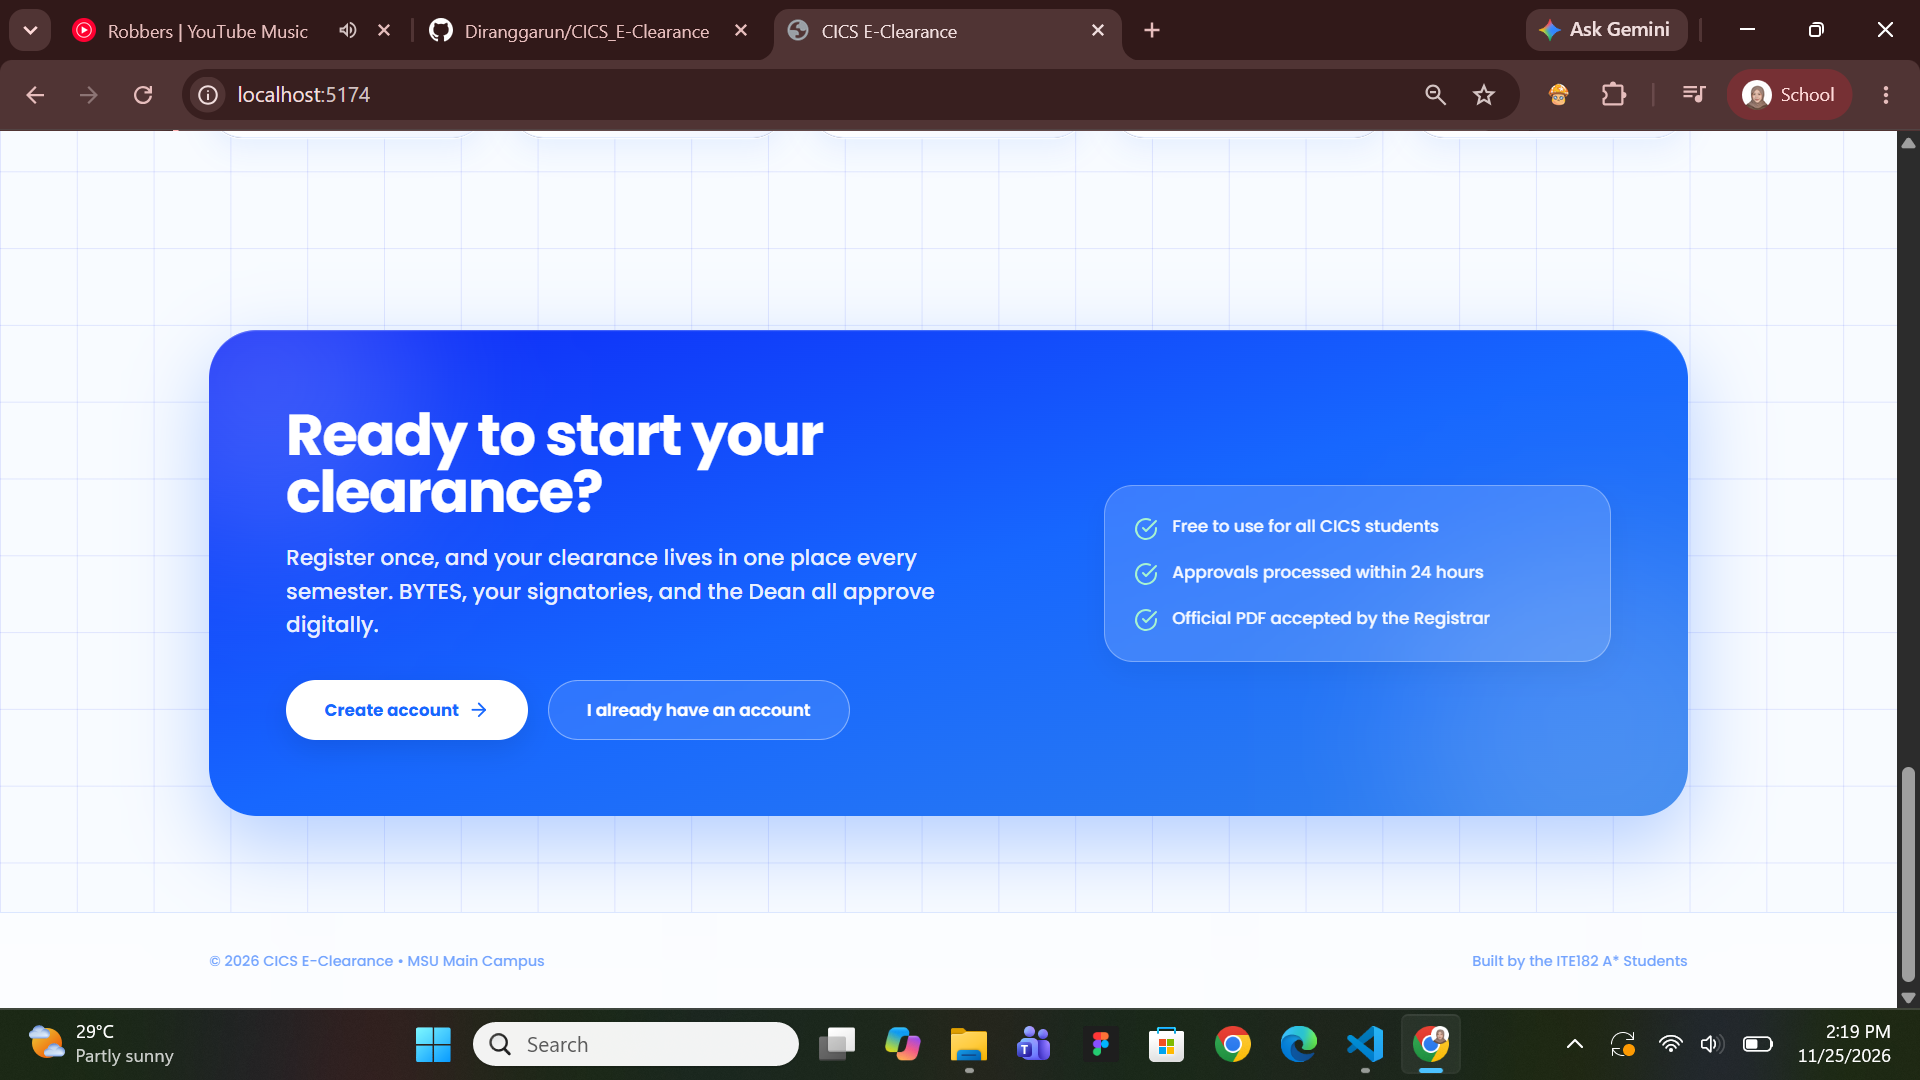 Robbers | YouTube Music
Diranggarun/CICS_E-Clearance
CICS E-Clearance
Ask Gemini
localhost:5174
School
Ready to start your
clearance?
Register once, and your clearance lives in one place every
semester. BYTES, your signatories, and the Dean all approve
digitally.
Create account
I already have an account
Free to use for all CICS students
Approvals processed within 24 hours
Official PDF accepted by the Registrar
© 2026 CICS E-Clearance • MSU Main Campus
Built by the ITE182 A* Students
29°C
Partly sunny
Search
2:19 PM
11/25/2026